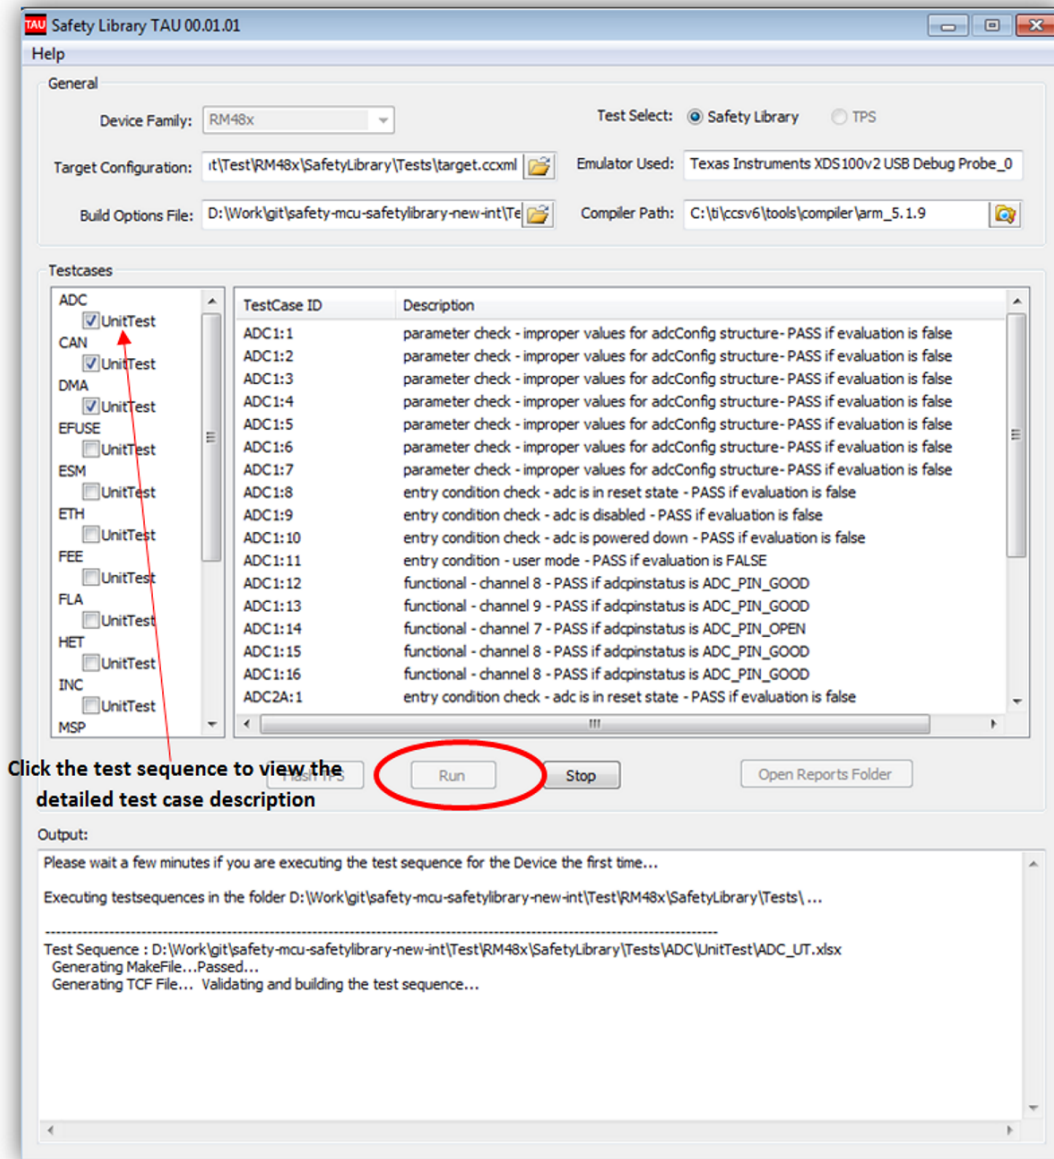 TAU Safety Library TAU 00.01.01
Help
General
Device Family: RM48x
Test Select: Safety Library TPS
Target Configuration: ıt\Test\RM48x\SafetyLibrary\Tests\target.ccxml
Emulator Used: Texas Instruments XDS100v2 USB Debug Probe_0
Build Options File: D:\Work\git\safety-mcu-safetylibrary-new-int\Te
Compiler Path: C:\ti\ccsv6\tools\compiler\arm_5.1.9
Testcases
ADC
UnitTest
CAN
UnitTest
DMA
UnitTest
EFUSE
UnitTest
ESM
UnitTest
ETH
UnitTest
FEE
UnitTest
FLA
UnitTest
HET
UnitTest
INC
UnitTest
MSP
TestCase ID Description
ADC1:1 parameter check - improper values for adcConfig structure- PASS if evaluation is false
ADC1:2 parameter check - improper values for adcConfig structure- PASS if evaluation is false
ADC1:3 parameter check - improper values for adcConfig structure- PASS if evaluation is false
ADC1:4 parameter check - improper values for adcConfig structure- PASS if evaluation is false
ADC1:5 parameter check - improper values for adcConfig structure- PASS if evaluation is false
ADC1:6 parameter check - improper values for adcConfig structure- PASS if evaluation is false
ADC1:7 parameter check - improper values for adcConfig structure- PASS if evaluation is false
ADC1:8 entry condition check - adc is in reset state - PASS if evaluation is false
ADC1:9 entry condition check - adc is disabled - PASS if evaluation is false
ADC1:10 entry condition check - adc is powered down - PASS if evaluation is false
ADC1:11 entry condition - user mode - PASS if evaluation is FALSE
ADC1:12 functional - channel 8 - PASS if adcpinstatus is ADC_PIN_GOOD
ADC1:13 functional - channel 9 - PASS if adcpinstatus is ADC_PIN_GOOD
ADC1:14 functional - channel 7 - PASS if adcpinstatus is ADC_PIN_OPEN
ADC1:15 functional - channel 8 - PASS if adcpinstatus is ADC_PIN_GOOD
ADC1:16 functional - channel 8 - PASS if adcpinstatus is ADC_PIN_GOOD
ADC2A:1 entry condition check - adc is in reset state - PASS if evaluation is false
Click the test sequence to view the
detailed test case description
Flash TPS Run Stop Open Reports Folder
Output:
Please wait a few minutes if you are executing the test sequence for the Device the first time...
Executing testsequences in the folder D:\Work\git\safety-mcu-safetylibrary-new-int\Test\RM48x\SafetyLibrary\Tests\ ...
Test Sequence : D:\Work\git\safety-mcu-safetylibrary-new-int\Test\RM48x\SafetyLibrary\Tests\ADC\UnitTest\ADC_UT.xlsx
Generating MakeFile...Passed...
Generating TCF File... Validating and building the test sequence...